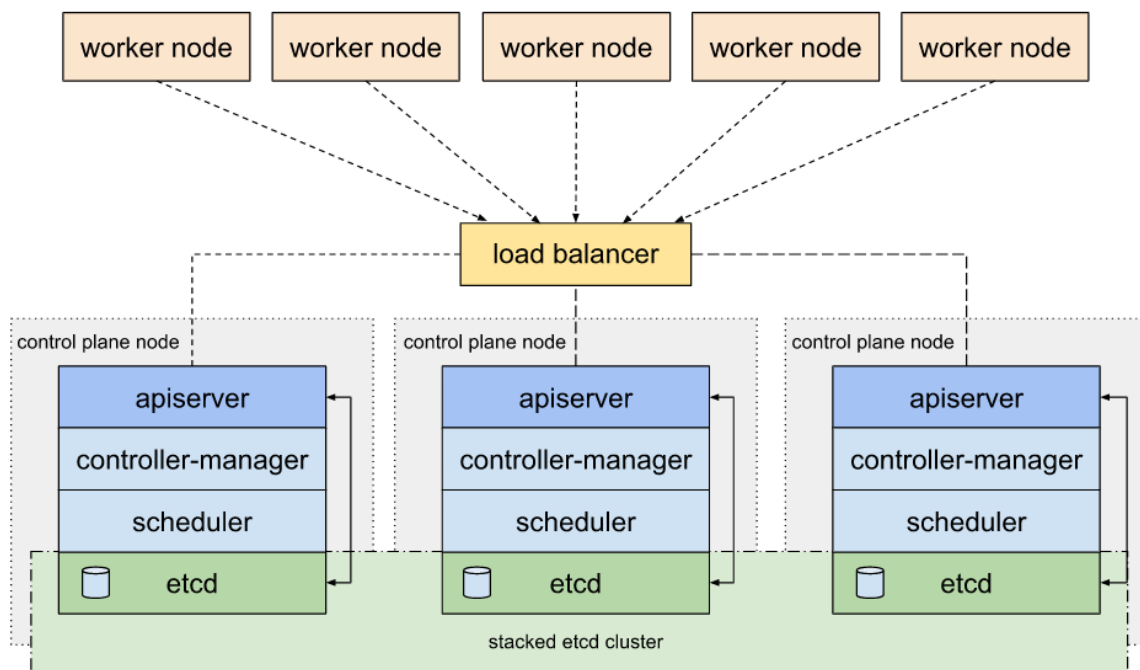 worker node
worker node
worker node
worker node
worker node
load balancer
control plane node
control plane node
control plane node
apiserver
apiserver
apiserver
controller-manager
controller-manager
controller-manager
scheduler
scheduler
scheduler
etcd
etcd
etcd
stacked etcd cluster